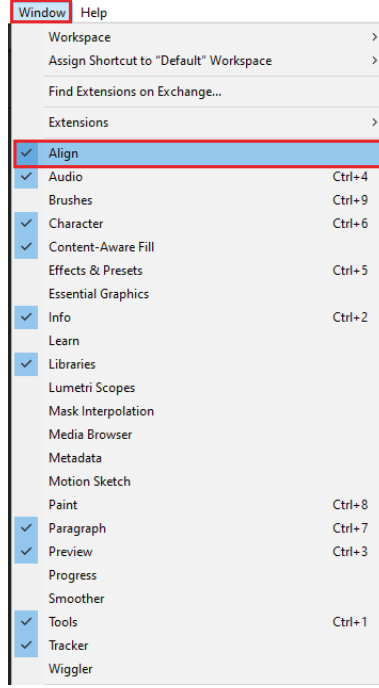 Window Help
Workspace
Assign Shortcut to "Default" Workspace
Find Extensions on Exchange...
Extensions
Align
Audio Ctrl+4
Brushes Ctrl+9
Character Ctrl+6
Content-Aware Fill
Effects & Presets Ctrl+5
Essential Graphics
Info Ctrl+2
Learn
Libraries
Lumetri Scopes
Mask Interpolation
Media Browser
Metadata
Motion Sketch
Paint Ctrl+8
Paragraph Ctrl+7
Preview Ctrl+3
Progress
Smoother
Tools Ctrl+1
Tracker
Wiggler